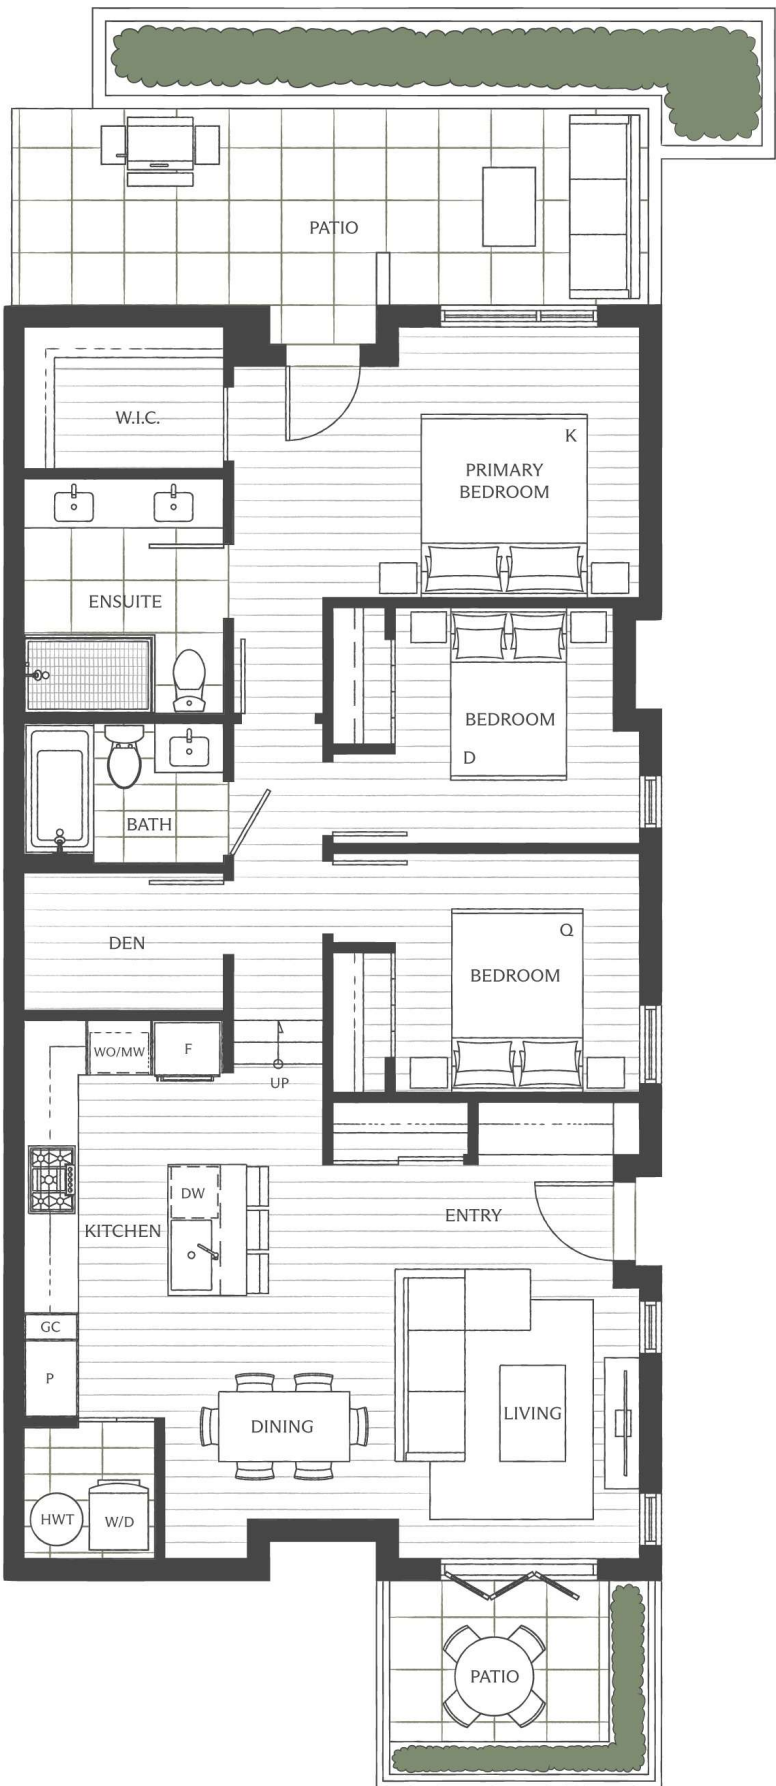 PATIO
W.I.C.
K
PRIMARY
BEDROOM
ENSUITE
BEDROOM
D
BATH
DEN
Q
BEDROOM
WO/MW
F
UP
DW
KITCHEN
ENTRY
GC
P
DINING
LIVING
HWT
W/D
PATIO